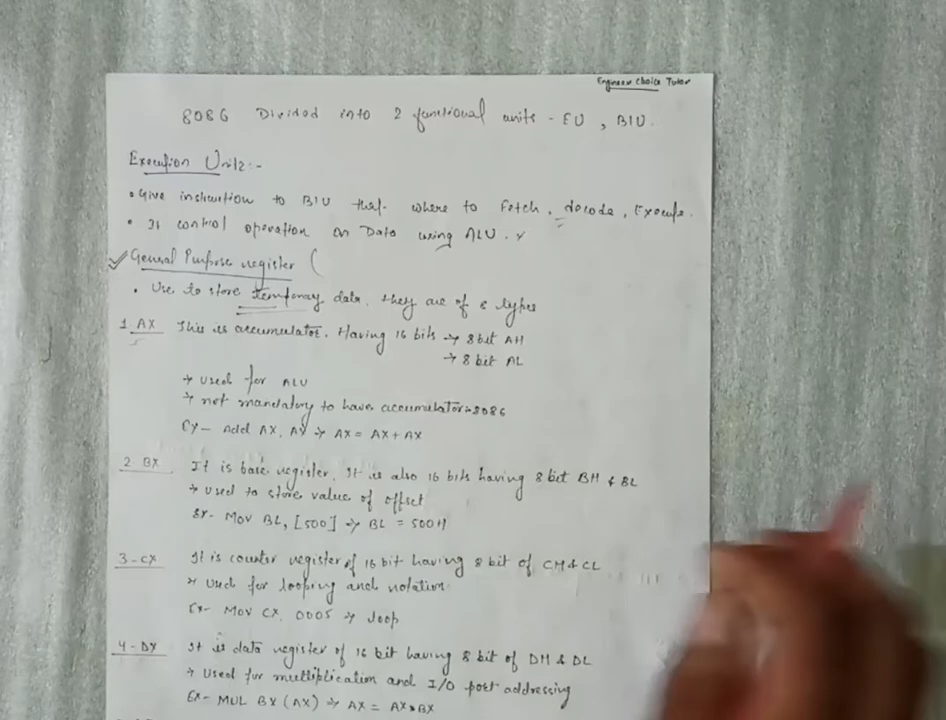 Engineer Choice Tutor
8086 Divided into 2 functional units - EU, BIU.
Execution Unit:-
• Give instruction to BIU that where to Fetch, decode, Execute.
• It control operation on Data using ALU.
General Purpose register (
• Use to store temporary data. they are of 8 types
1 AX This is accumulator. Having 16 bits → 8 bit AH
→ 8 bit AL
→ used for ALU
→ not mandatory to have accumulator 8086
Ex- Add AX, AX → AX = AX + AX
2 BX It is base register. It is also 16 bits having 8 bit BH & BL
→ used to store value of offset
Ex- MOV BL, [500] → BL = 500H
3-CX It is counter register of 16 bit having 8 bit of CH & CL
→ Used for looping and rotation
Ex- MOV CX, 0005 → loop
4-DX It is data register of 16 bit having 8 bit of DH & DL
→ Used for multiplication and I/O port addressing
Ex- MUL BX (AX) → AX = AX * BX